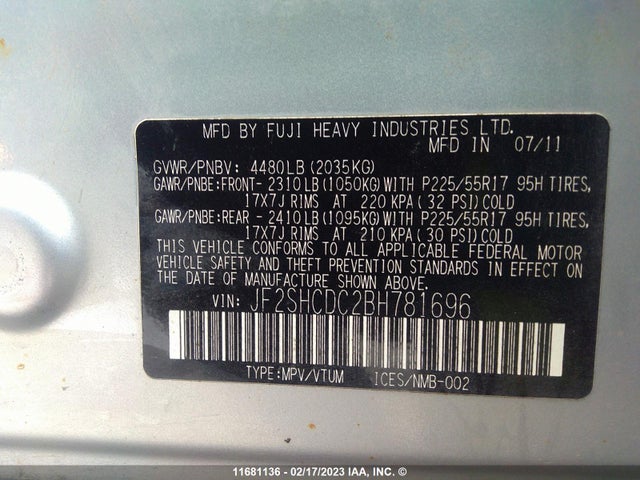 MFD BY FUJI HEAVY INDUSTRIES LTD.
MFD IN 07/11
GVWR/PNBV: 4480LB(2035KG)
GAWR/PNBE:FRONT- 2310LB(1050KG)WITH P225/55R17 95H TIRES,
17X7J RIMS AT 220 KPA(32 PSI)COLD
GAWR/PNBE:REAR - 2410LB(1095KG)WITH P225/55R17 95H TIRES,
17X7J RIMS AT 210 KPA(30 PSI)COLD
THIS VEHICLE CONFORMS TO ALL APPLICABLE FEDERAL MOTOR
VEHICLE SAFETY AND THEFT PREVENTION STANDARDS IN EFFECT ON
THE DATE OF MANUFACTURE SHOWN ABOVE.
VIN: JF2SHCDC2BH781696
TYPE:MPV/VTUM ICES/NMB-002
11681136 - 02/17/2023 IAA, INC. ©